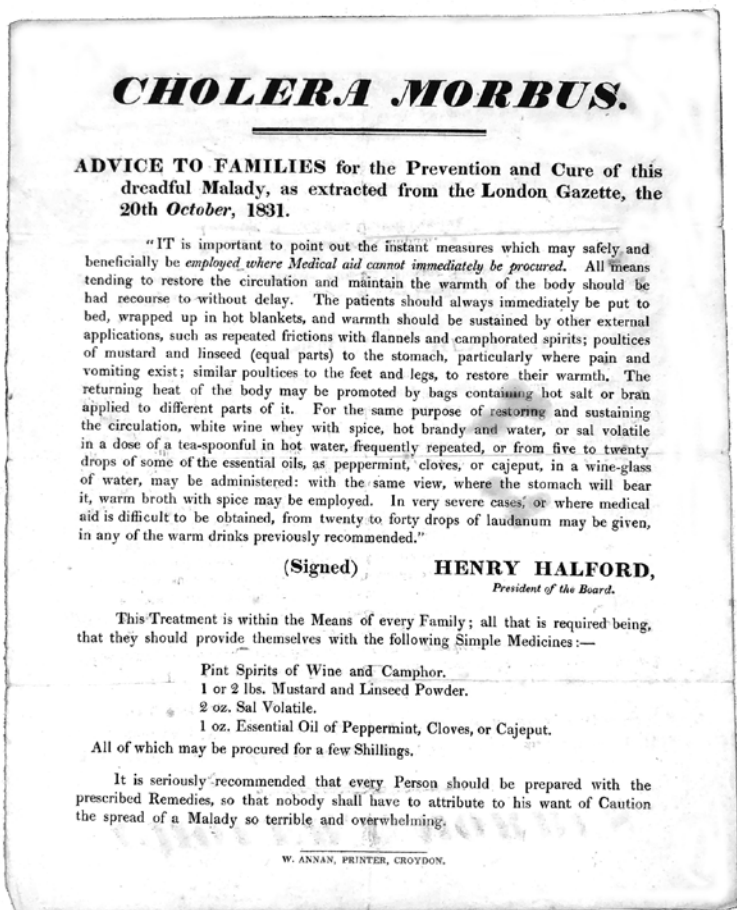 CHOLERA MORBUS.
ADVICE TO FAMILIES for the Prevention and Cure of this
dreadful Malady, as extracted from the London Gazette, the
20th October, 1831.
"IT is important to point out the instant measures which may safely and
beneficially be employed where Medical aid cannot immediately be procured. All means
tending to restore the circulation and maintain the warmth of the body should be
had recourse to without delay. The patients should always immediately be put to
bed, wrapped up in hot blankets, and warmth should be sustained by other external
applications, such as repeated frictions with flannels and camphorated spirits; poultices
of mustard and linseed (equal parts) to the stomach, particularly where pain and
vomiting exist; similar poultices to the feet and legs, to restore their warmth. The
returning heat of the body may be promoted by bags containing hot salt or bran
applied to different parts of it. For the same purpose of restoring and sustaining
the circulation, white wine whey with spice, hot brandy and water, or sal volatile
in a dose of a tea-spoonful in hot water, frequently repeated, or from five to twenty
drops of some of the essential oils, as peppermint, cloves, or cajeput, in a wine-glass
of water, may be administered: with the same view, where the stomach will bear
it, warm broth with spice may be employed. In very severe cases, or where medical
aid is difficult to be obtained, from twenty to forty drops of laudanum may be given,
in any of the warm drinks previously recommended."
(Signed) HENRY HALFORD,
President of the Board.
This Treatment is within the Means of every Family; all that is required being,
that they should provide themselves with the following Simple Medicines:—
Pint Spirits of Wine and Camphor.
1 or 2 lbs. Mustard and Linseed Powder.
2 oz. Sal Volatile.
1 oz. Essential Oil of Peppermint, Cloves, or Cajeput.
All of which may be procured for a few Shillings.
It is seriously recommended that every Person should be prepared with the
prescribed Remedies, so that nobody shall have to attribute to his want of Caution
the spread of a Malady so terrible and overwhelming.
W. ANNAN, PRINTER, CROYDON.